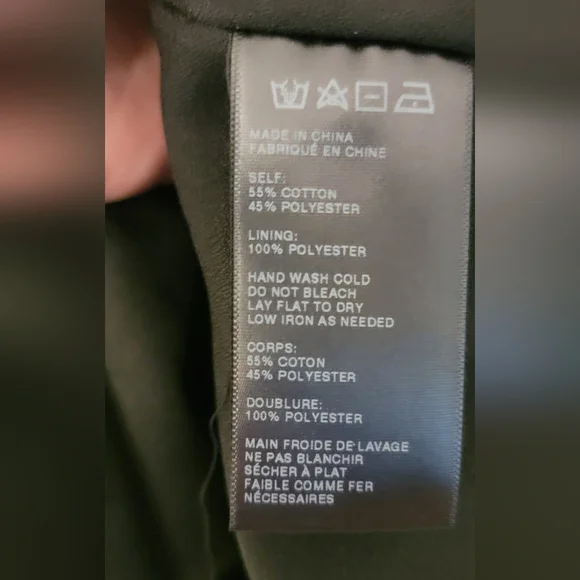 MADE IN CHINA
FABRIQUÉ EN CHINE
SELF:
55% COTTON
45% POLYESTER
LINING:
100% POLYESTER
HAND WASH COLD
DO NOT BLEACH
LAY FLAT TO DRY
LOW IRON AS NEEDED
CORPS:
55% COTON
45% POLYESTER
DOUBLURE:
100% POLYESTER
MAIN FROIDE DE LAVAGE
NE PAS BLANCHIR
SÉCHER À PLAT
FAIBLE COMME FER
NÉCESSAIRES